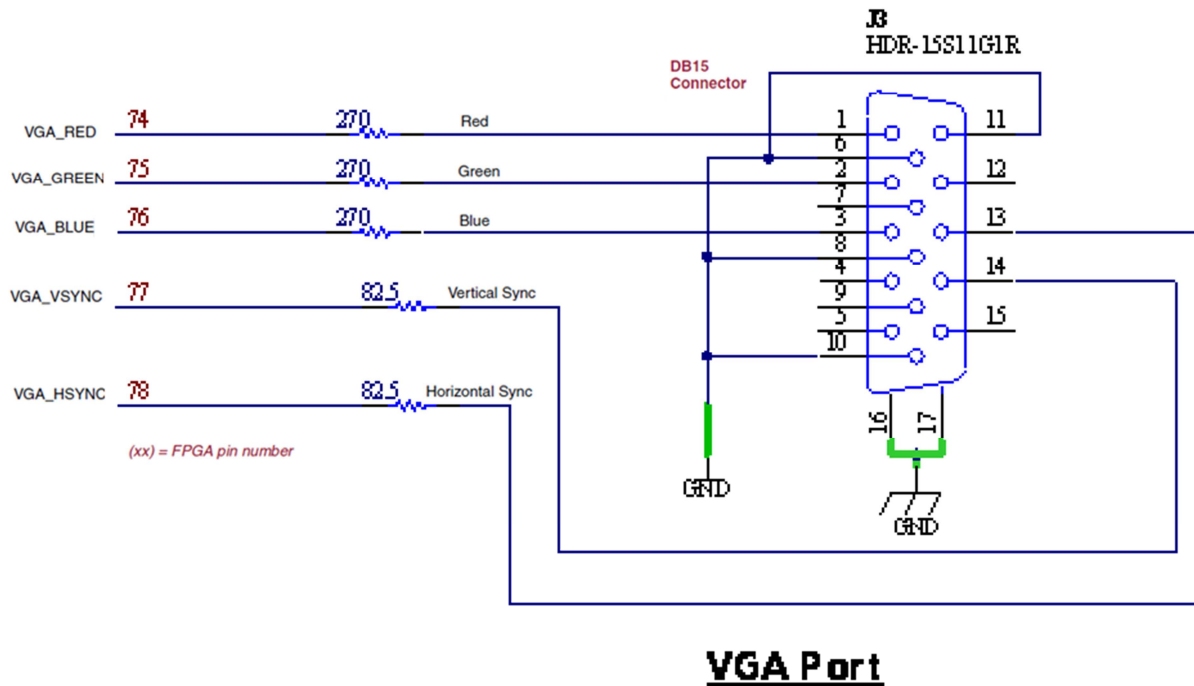 J3
HDR-15S11G1R
DB15
Connector
VGA_RED 74 270 Red 1 11
6
VGA_GREEN 75 270 Green 2 12
7
VGA_BLUE 76 270 Blue 3 13
8
4 14
VGA_VSYNC 77 82.5 Vertical Sync 9
5 15
10
VGA_HSYNC 78 82.5 Horizontal Sync
16 17
(xx) = FPGA pin number
GND
GND
VGA Port